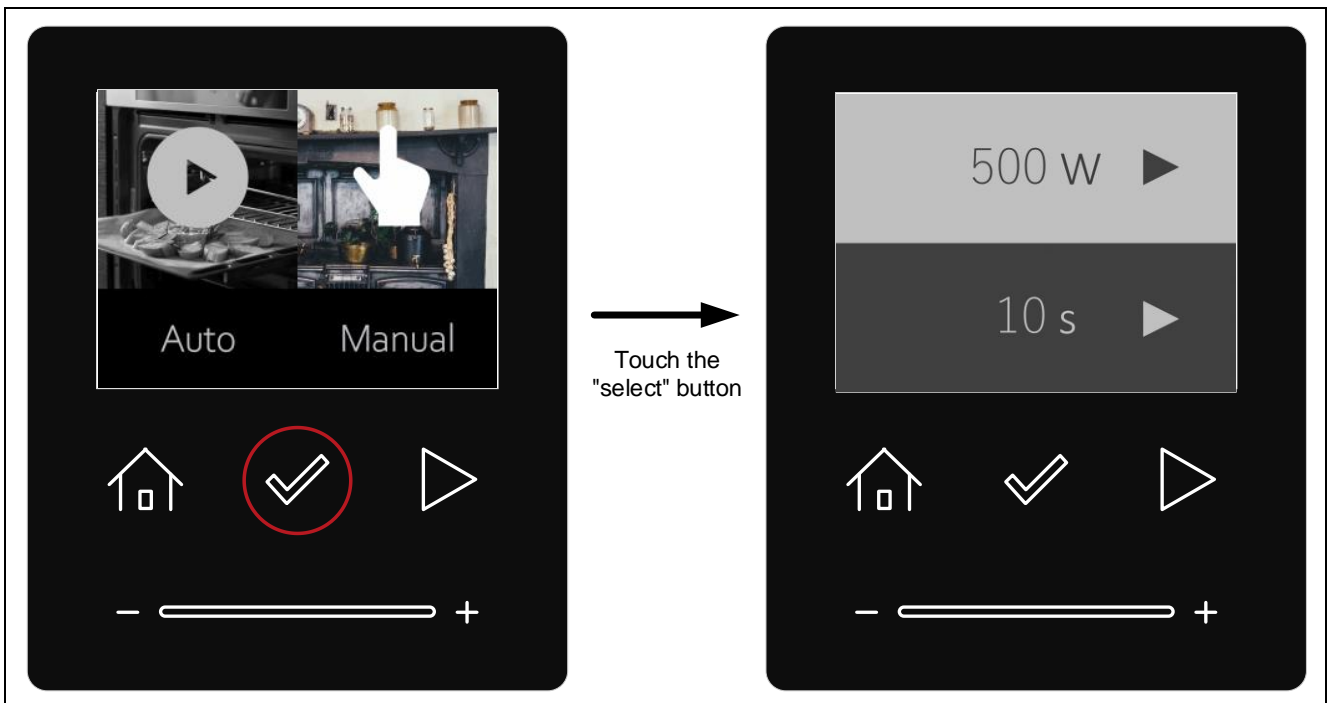 Auto
Manual
- +
Touch the
"select" button
500 W
10 s
- +